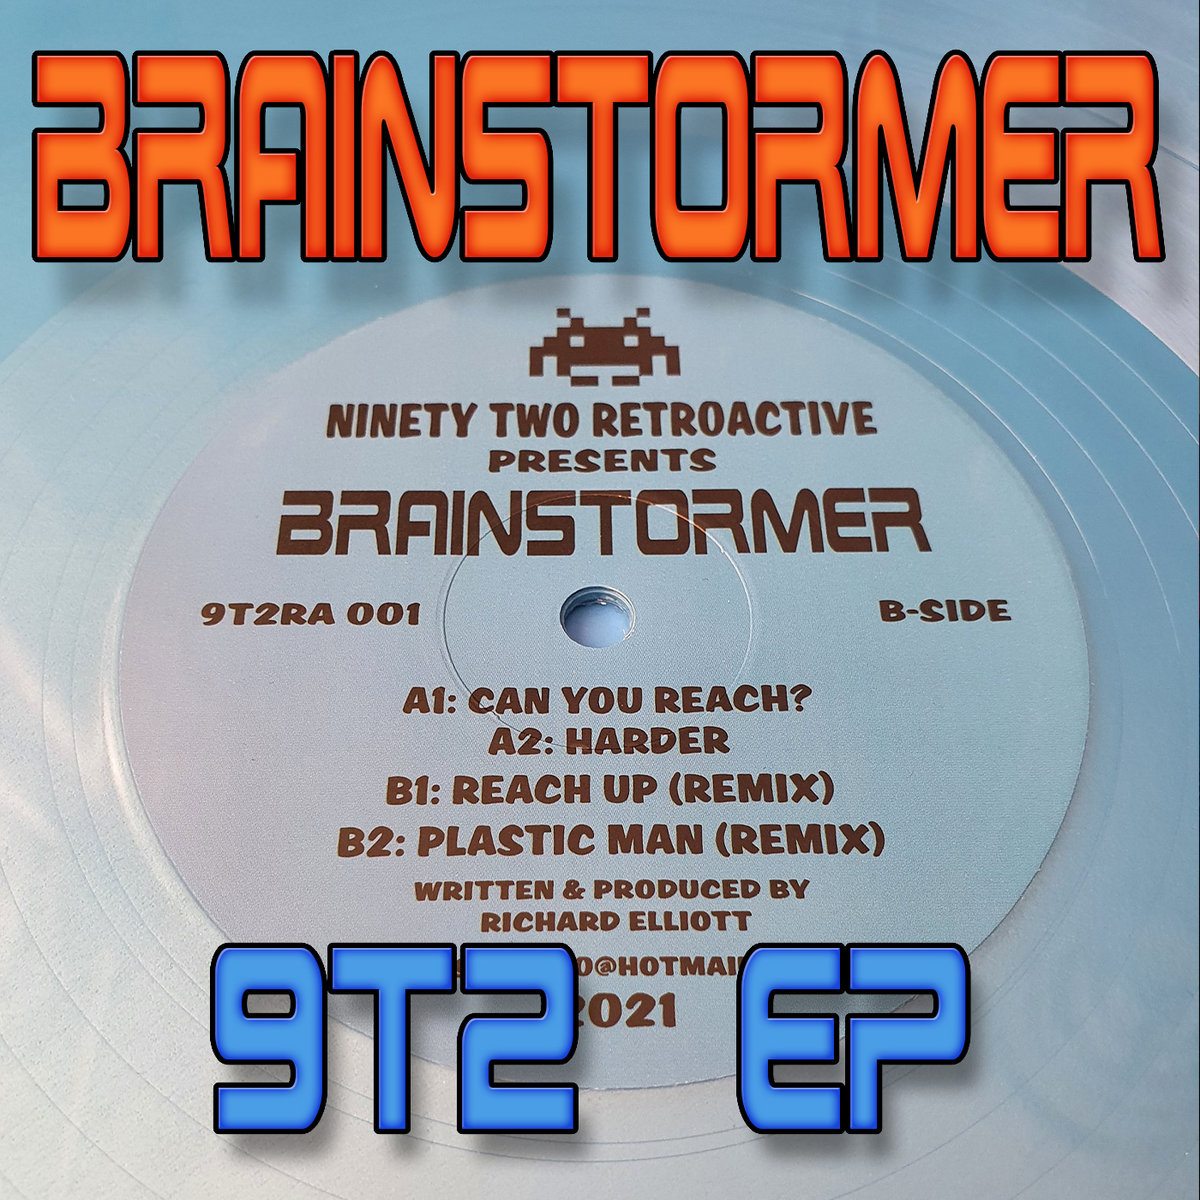 BRAINSTORMER
NINETY TWO RETROACTIVE
PRESENTS
BRAINSTORMER
9T2RA 001
B-SIDE
A1: CAN YOU REACH?
A2: HARDER
B1: REACH UP (REMIX)
B2: PLASTIC MAN (REMIX)
WRITTEN & PRODUCED BY
RICHARD ELLIOTT
@HOTMAIL
2021
9T2 EP